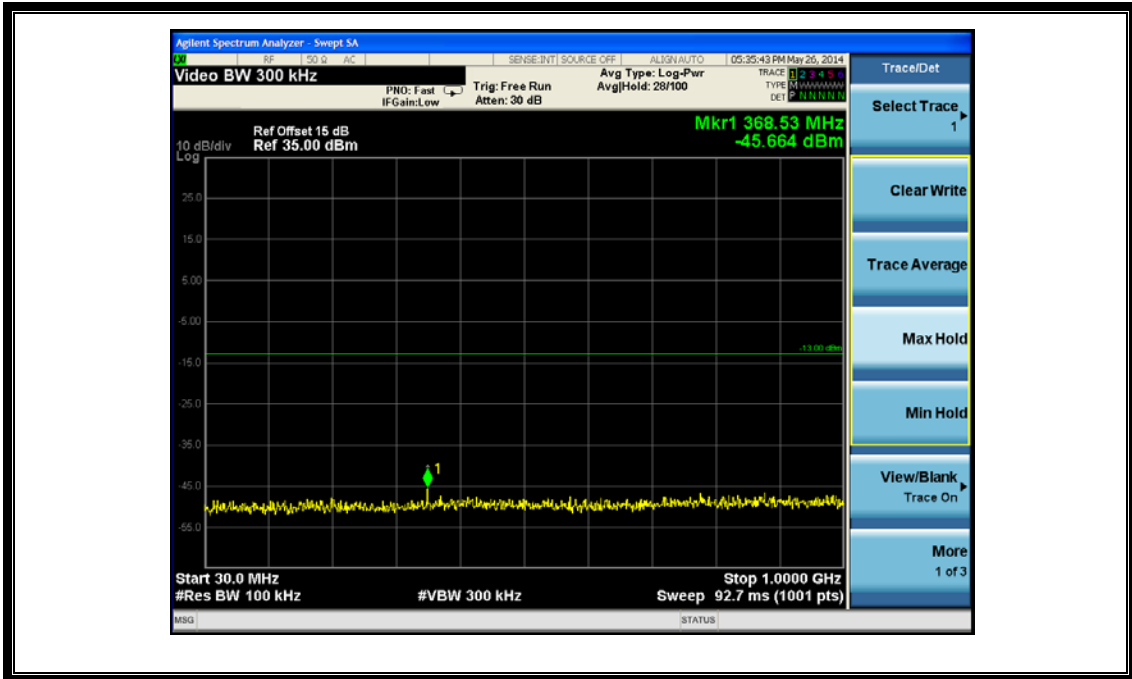 Agilent Spectrum Analyzer - Swept SA
RF 50 Ω AC SENSE:INT SOURCE OFF ALIGN AUTO 05:35:43 PM May 26, 2014
Video BW 300 kHz
PNO: Fast
IFGain:Low
Trig: Free Run
Atten: 30 dB
Avg Type: Log-Pwr
Avg|Hold: 28/100
TRACE 1 2 3 4 5 6
TYPE M
DET P N N N N N
Ref Offset 15 dB
10 dB/div Ref 35.00 dBm
Log
Mkr1 368.53 MHz
-45.664 dBm
25.0
15.0
5.00
-5.00
-13.00 dBm
-15.0
-25.0
-35.0
1
-45.0
-55.0
Start 30.0 MHz Stop 1.0000 GHz
#Res BW 100 kHz #VBW 300 kHz Sweep 92.7 ms (1001 pts)
MSG STATUS
Trace/Det
Select Trace
1
Clear Write
Trace Average
Max Hold
Min Hold
View/Blank
Trace On
More
1 of 3